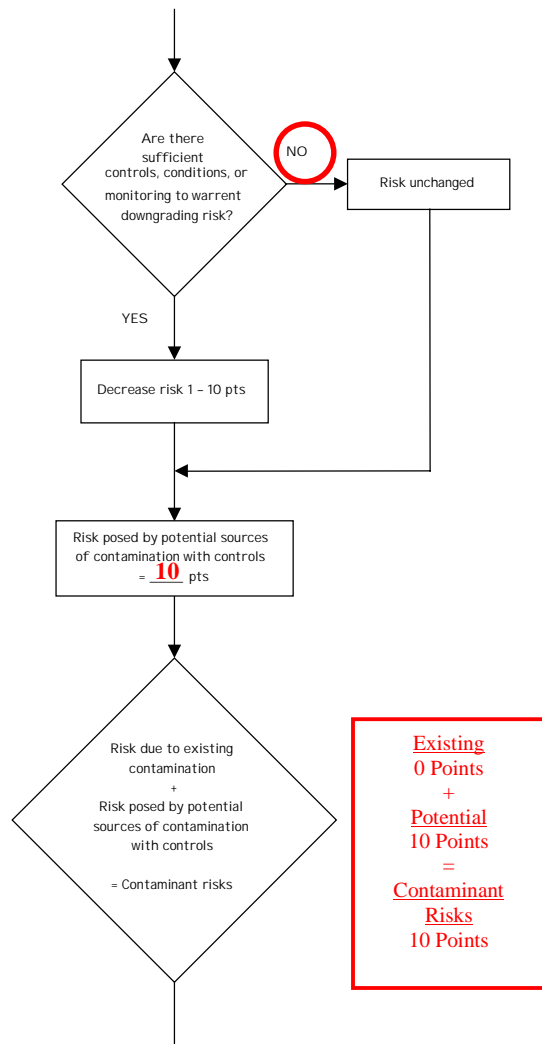 Are there
sufficient
controls, conditions, or
monitoring to warrent
downgrading risk?
NO
Risk unchanged
YES
Decrease risk 1 – 10 pts
Risk posed by potential sources
of contamination with controls
= 10 pts
Risk due to existing
contamination
+
Risk posed by potential
sources of contamination
with controls
= Contaminant risks
Existing
0 Points
+
Potential
10 Points
=
Contaminant
Risks
10 Points